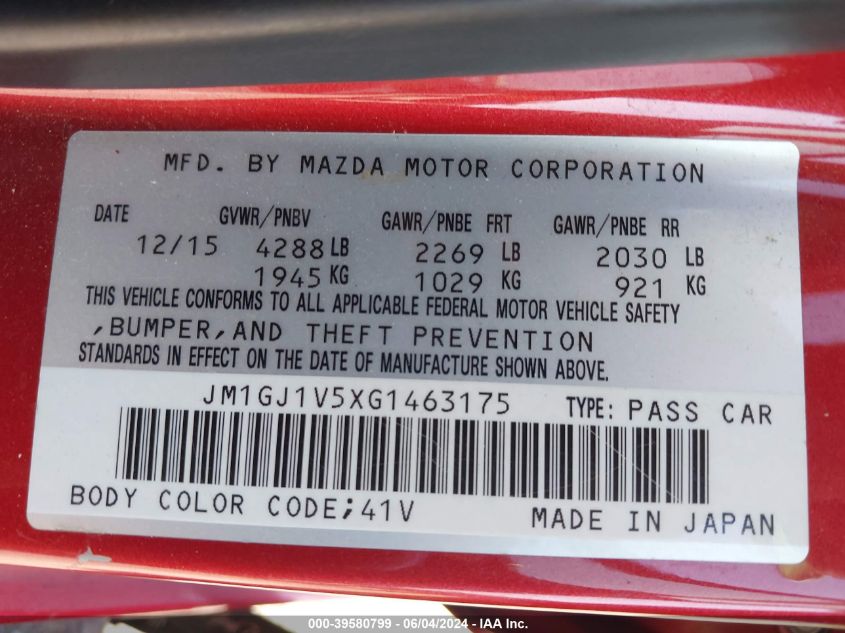 MFD. BY MAZDA MOTOR CORPORATION
DATE GVWR/PNBV GAWR/PNBE FRT GAWR/PNBE RR
12/15 4288 LB 2269 LB 2030 LB
1945 KG 1029 KG 921 KG
THIS VEHICLE CONFORMS TO ALL APPLICABLE FEDERAL MOTOR VEHICLE SAFETY
,BUMPER,AND THEFT PREVENTION
STANDARDS IN EFFECT ON THE DATE OF MANUFACTURE SHOWN ABOVE.
JM1GJ1V5XG1463175 TYPE: PASS CAR
BODY COLOR CODE;41V MADE IN JAPAN
000-39580799 - 06/04/2024 - IAA Inc.